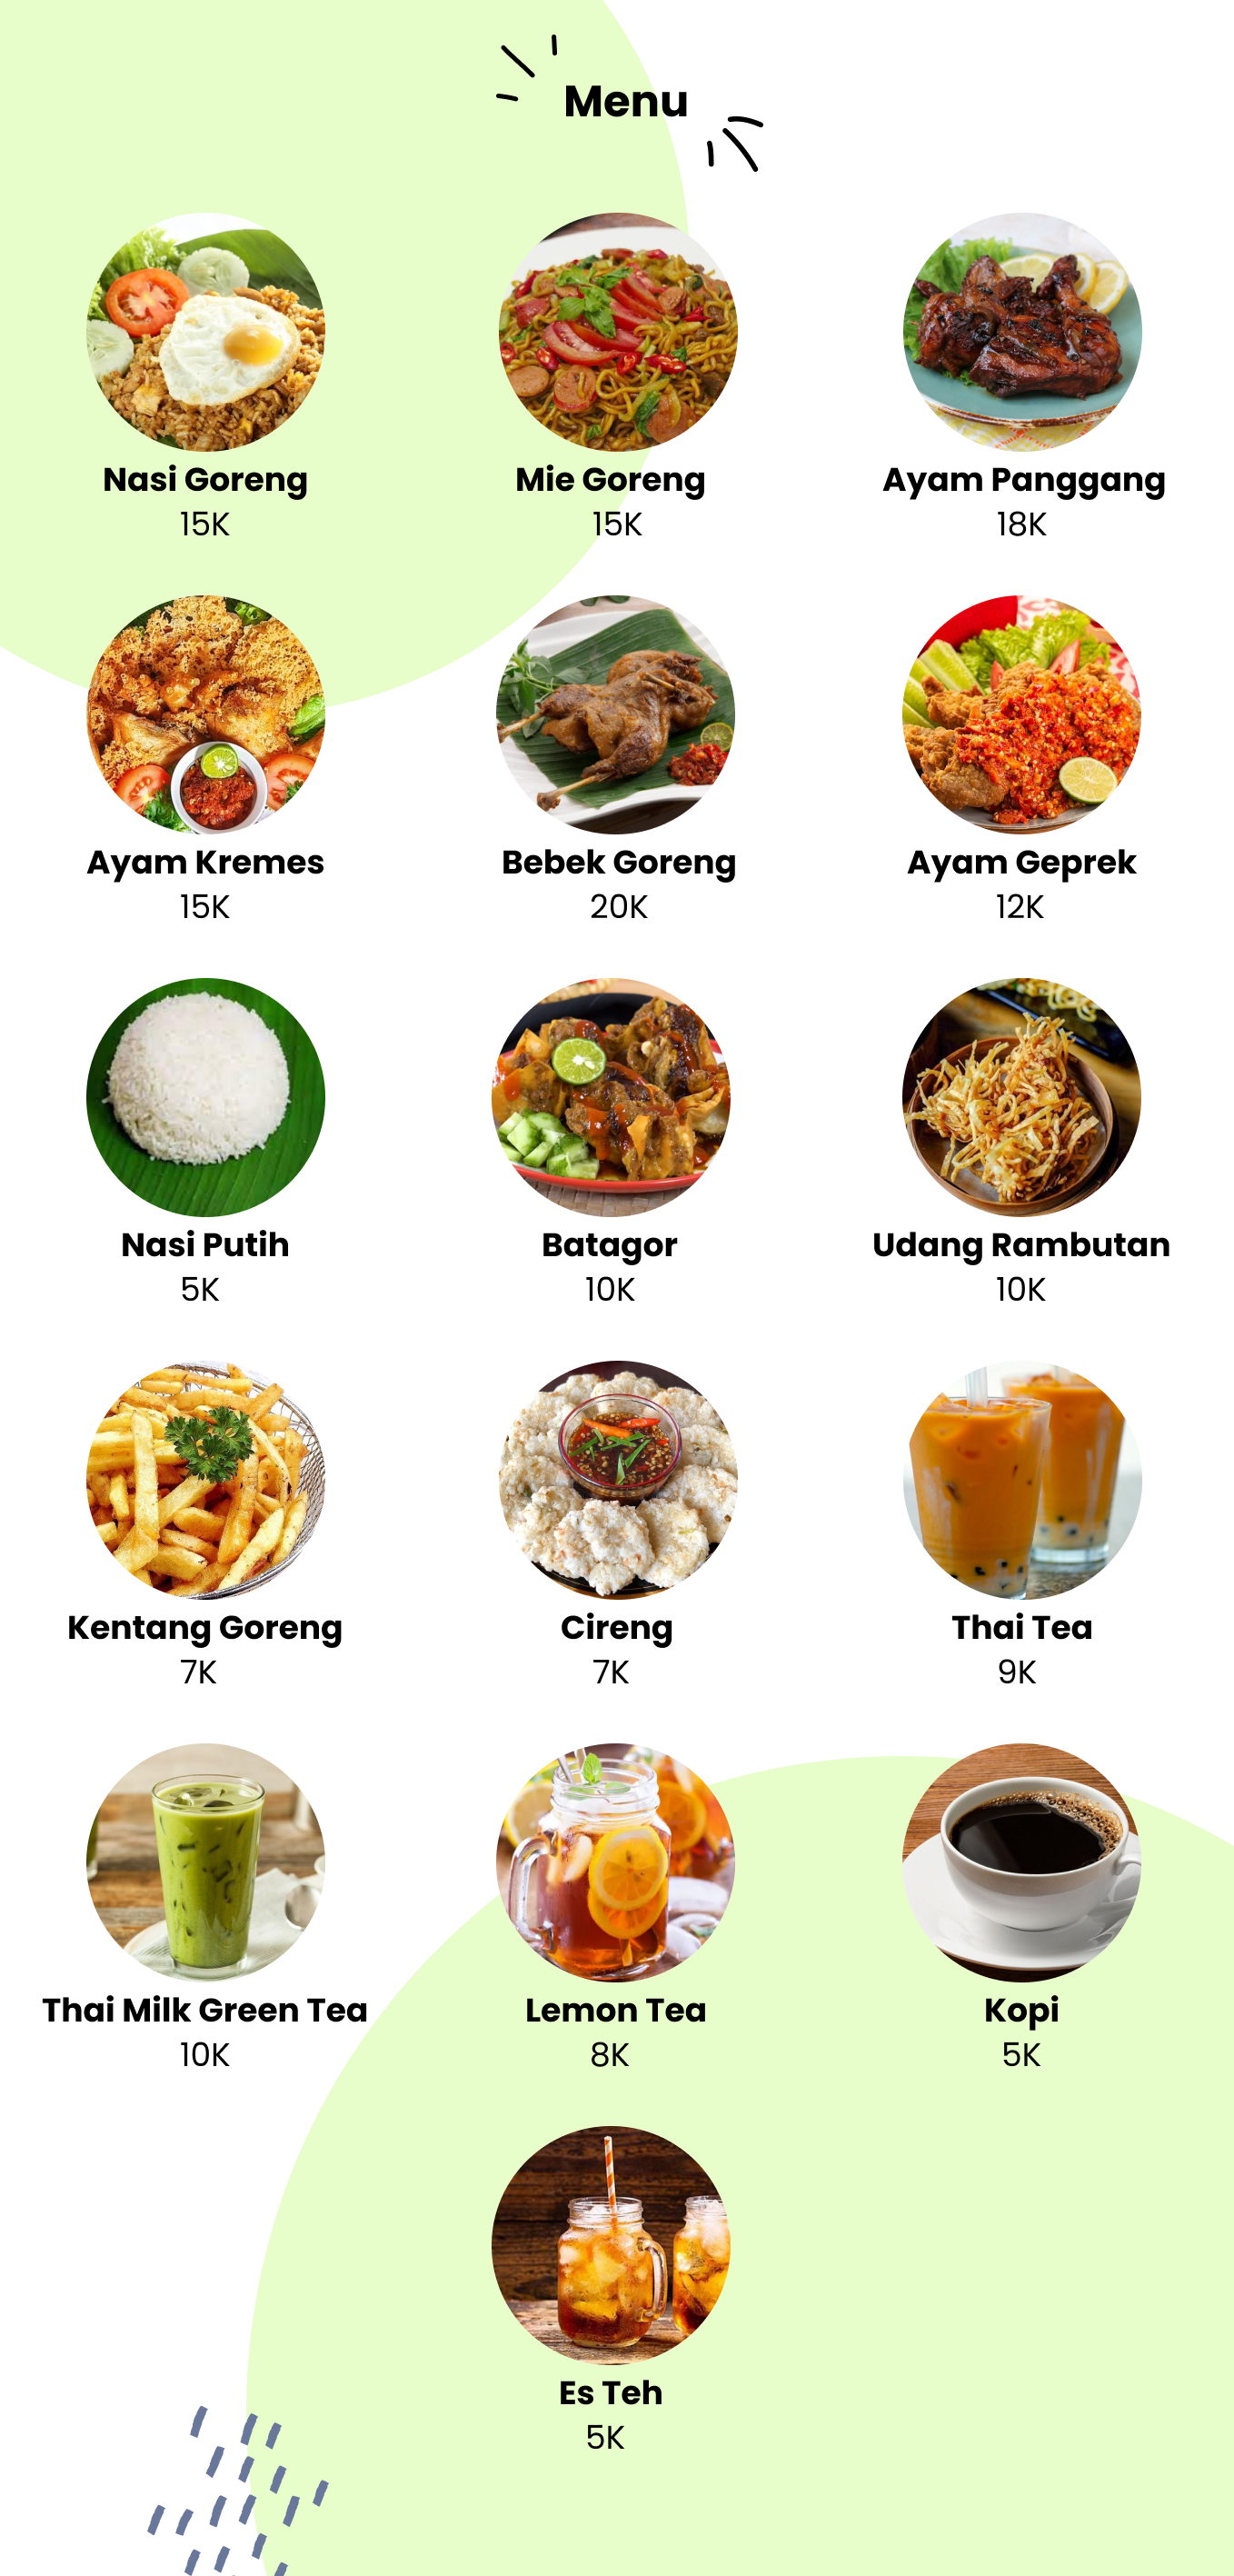 Menu
Nasi Goreng
15K
Mie Goreng
15K
Ayam Panggang
18K
Ayam Kremes
15K
Bebek Goreng
20K
Ayam Geprek
12K
Nasi Putih
5K
Batagor
10K
Udang Rambutan
10K
Kentang Goreng
7K
Cireng
7K
Thai Tea
9K
Thai Milk Green Tea
10K
Lemon Tea
8K
Kopi
5K
Es Teh
5K